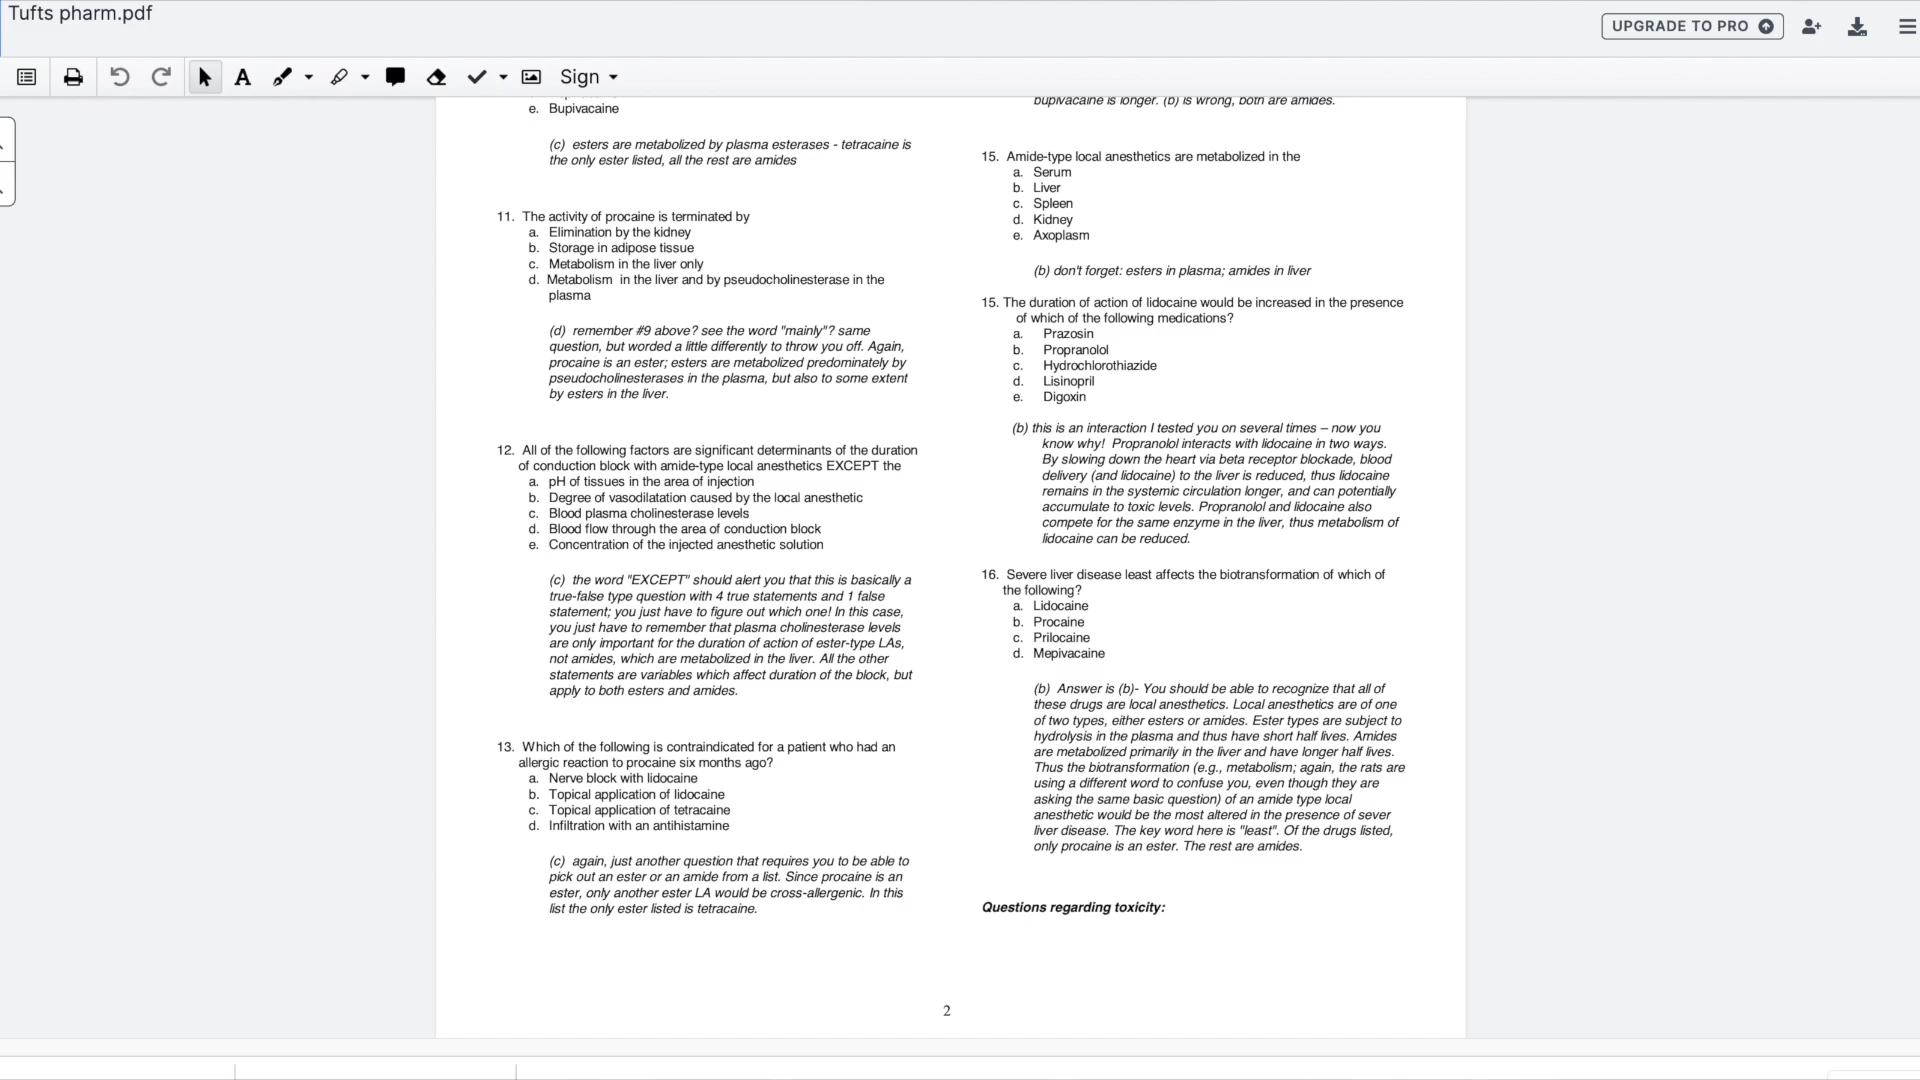 Tufts pharm.pdf
UPGRADE TO PRO
Sign
e. Bupivacaine
(c) esters are metabolized by plasma esterases - tetracaine is
the only ester listed, all the rest are amides
11. The activity of procaine is terminated by
a. Elimination by the kidney
b. Storage in adipose tissue
c. Metabolism in the liver only
d. Metabolism in the liver and by pseudocholinesterase in the
plasma
(d) remember #9 above? see the word "mainly"? same
question, but worded a little differently to throw you off. Again,
procaine is an ester; esters are metabolized predominately by
pseudocholinesterases in the plasma, but also to some extent
by esters in the liver.
12. All of the following factors are significant determinants of the duration
of conduction block with amide-type local anesthetics EXCEPT the
a. pH of tissues in the area of injection
b. Degree of vasodilatation caused by the local anesthetic
c. Blood plasma cholinesterase levels
d. Blood flow through the area of conduction block
e. Concentration of the injected anesthetic solution
(c) the word "EXCEPT" should alert you that this is basically a
true-false type question with 4 true statements and 1 false
statement; you just have to figure out which one! In this case,
you just have to remember that plasma cholinesterase levels
are only important for the duration of action of ester-type LAs,
not amides, which are metabolized in the liver. All the other
statements are variables which affect duration of the block, but
apply to both esters and amides.
13. Which of the following is contraindicated for a patient who had an
allergic reaction to procaine six months ago?
a. Nerve block with lidocaine
b. Topical application of lidocaine
c. Topical application of tetracaine
d. Infiltration with an antihistamine
(c) again, just another question that requires you to be able to
pick out an ester or an amide from a list. Since procaine is an
ester, only another ester LA would be cross-allergenic. In this
list the only ester listed is tetracaine.
bupivacaine is longer. (b) is wrong, both are amides.
15. Amide-type local anesthetics are metabolized in the
a. Serum
b. Liver
c. Spleen
d. Kidney
e. Axoplasm
(b) don't forget: esters in plasma; amides in liver
15. The duration of action of lidocaine would be increased in the presence
of which of the following medications?
a. Prazosin
b. Propranolol
c. Hydrochlorothiazide
d. Lisinopril
e. Digoxin
(b) this is an interaction I tested you on several times – now you
know why! Propranolol interacts with lidocaine in two ways.
By slowing down the heart via beta receptor blockade, blood
delivery (and lidocaine) to the liver is reduced, thus lidocaine
remains in the systemic circulation longer, and can potentially
accumulate to toxic levels. Propranolol and lidocaine also
compete for the same enzyme in the liver, thus metabolism of
lidocaine can be reduced.
16. Severe liver disease least affects the biotransformation of which of
the following?
a. Lidocaine
b. Procaine
c. Prilocaine
d. Mepivacaine
(b) Answer is (b)- You should be able to recognize that all of
these drugs are local anesthetics. Local anesthetics are of one
of two types, either esters or amides. Ester types are subject to
hydrolysis in the plasma and thus have short half lives. Amides
are metabolized primarily in the liver and have longer half lives.
Thus the biotransformation (e.g., metabolism; again, the rats are
using a different word to confuse you, even though they are
asking the same basic question) of an amide type local
anesthetic would be the most altered in the presence of sever
liver disease. The key word here is "least". Of the drugs listed,
only procaine is an ester. The rest are amides.
Questions regarding toxicity:
2